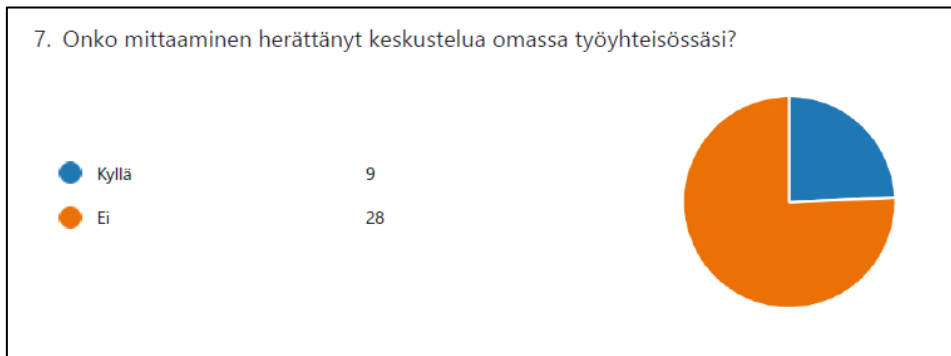 7. Onko mittaaminen herättänyt keskustelua omassa työyhteisössäsi?
Kyllä 9
Ei 28